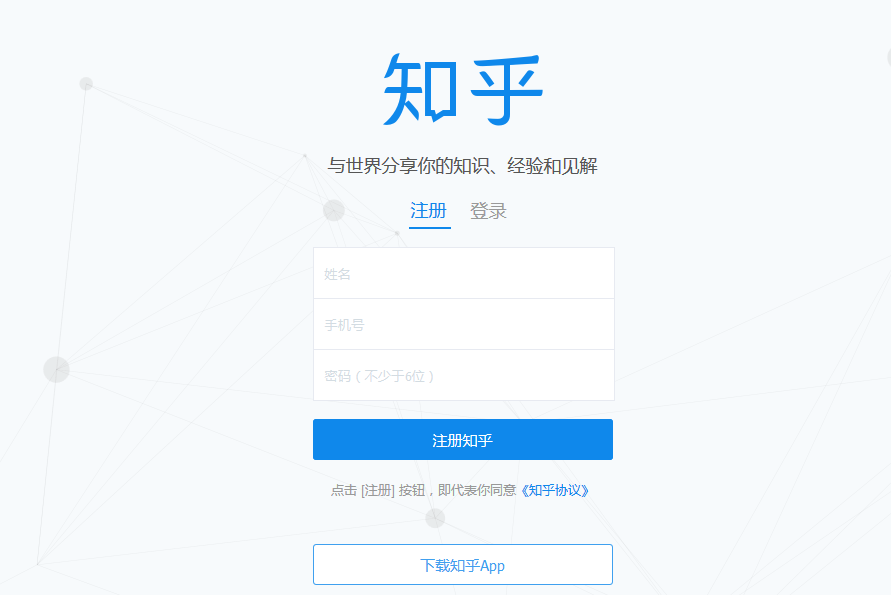 知乎
与世界分享你的知识、经验和见解
注册 登录
姓名
手机号
密码（不少于6位）
注册知乎
点击 [注册] 按钮，即代表你同意《知乎协议》
下载知乎App